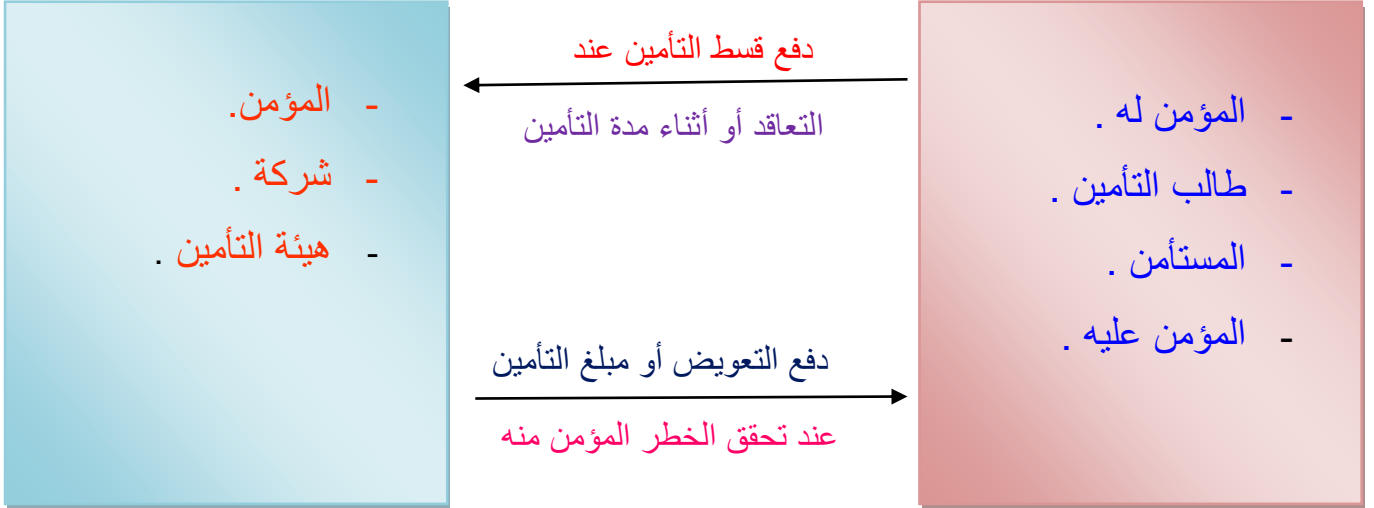 - المؤمن له .
- طالب التأمين .
- المستأمن .
- المؤمن عليه .
دفع قسط التأمين عند
التعاقد أو أثناء مدة التأمين
دفع التعويض أو مبلغ التأمين
عند تحقق الخطر المؤمن منه
- المؤمن.
- شركة .
- هيئة التأمين .